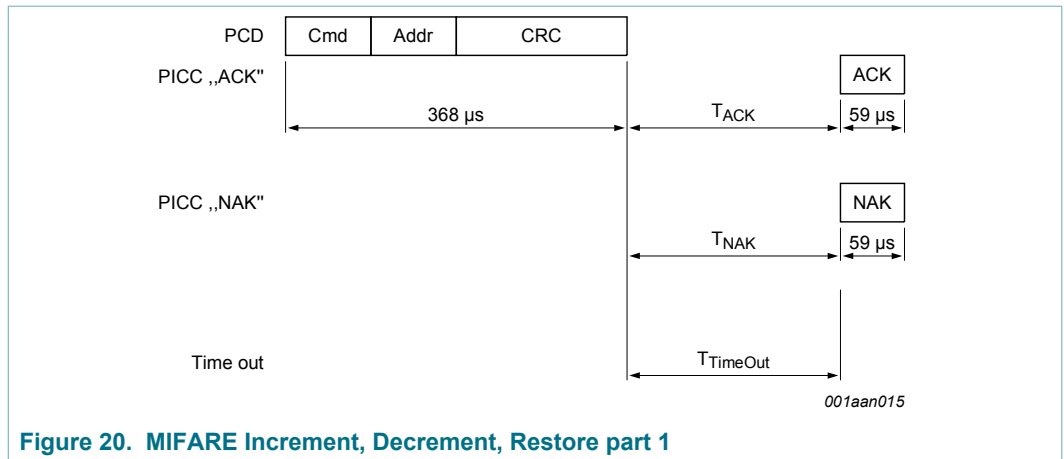 PCD Cmd Addr CRC
PICC ,,ACK" ACK
368 µs TACK 59 µs
PICC ,,NAK" NAK
TNAK 59 µs
Time out TTimeOut
001aan015
Figure 20. MIFARE Increment, Decrement, Restore part 1